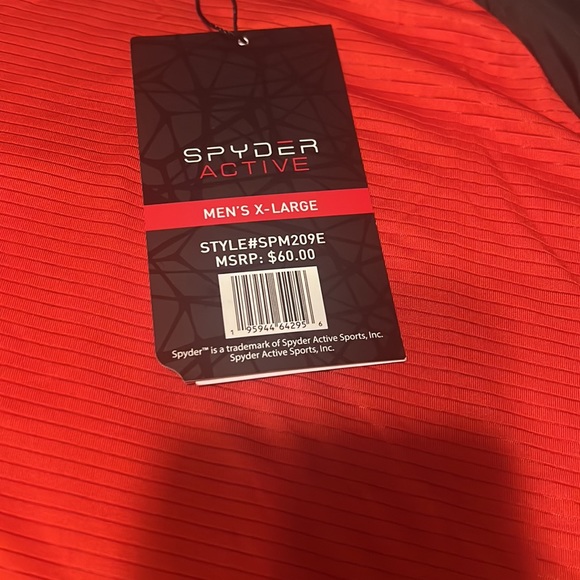 SPYDER
ACTIVE
MEN'S X-LARGE
STYLE#SPM209E
MSRP: $60.00
1 95944 64295 6
Spyder™ is a trademark of Spyder Active Sports, Inc.
Spyder Active Sports, Inc.